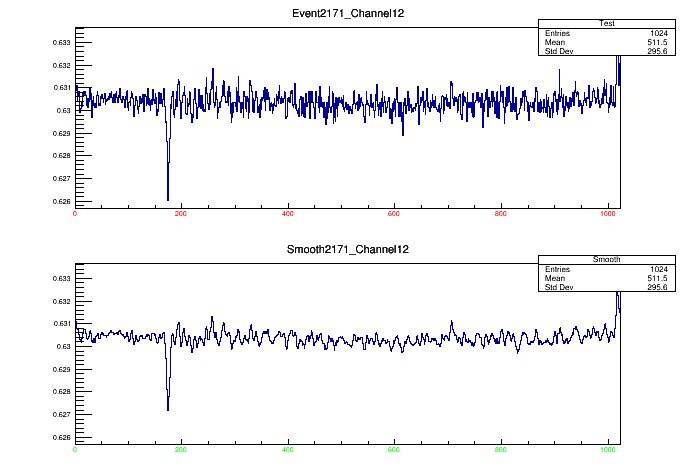 Event2171_Channel12
Test
Entries 1024
Mean 511.5
Std Dev 295.6
0.633
0.632
0.631
0.63
0.629
0.628
0.627
0.626
0 200 400 600 800 1000
Smooth2171_Channel12
Smooth
Entries 1024
Mean 511.5
Std Dev 295.6
0.633
0.632
0.631
0.63
0.629
0.628
0.627
0.626
0 200 400 600 800 1000